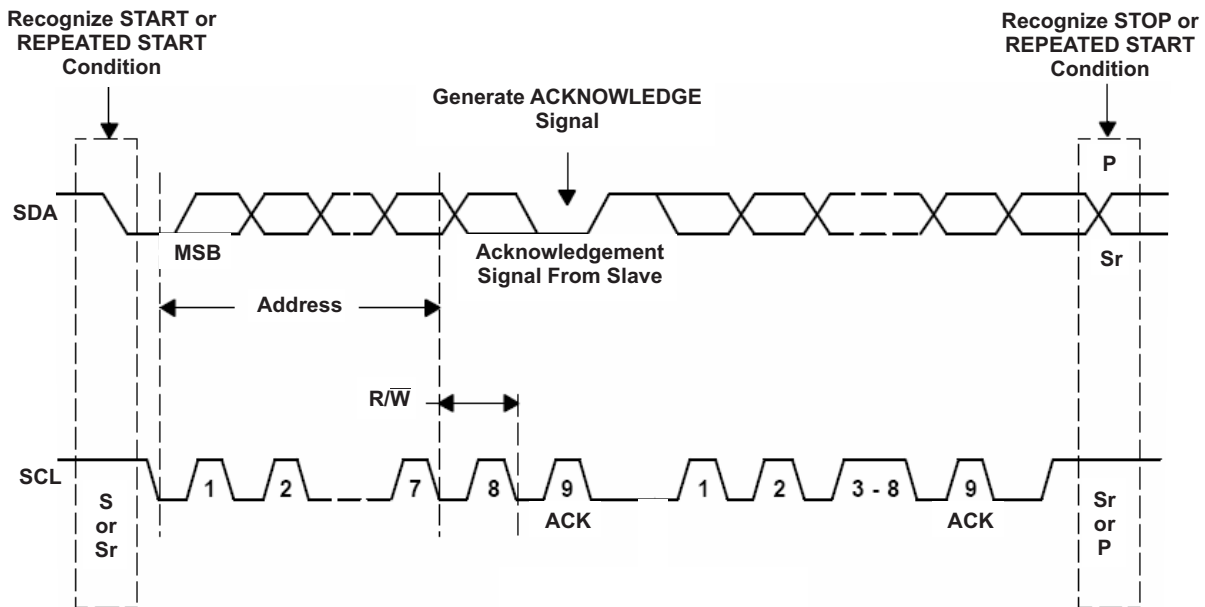 Recognize START or
REPEATED START
Condition
Recognize STOP or
REPEATED START
Condition
Generate ACKNOWLEDGE
Signal
P
SDA
MSB
Acknowledgement
Signal From Slave
Sr
Address
R/W̅
SCL
1
2
7
8
9
1
2
3 - 8
9
ACK
ACK
S
or
Sr
Sr
or
P